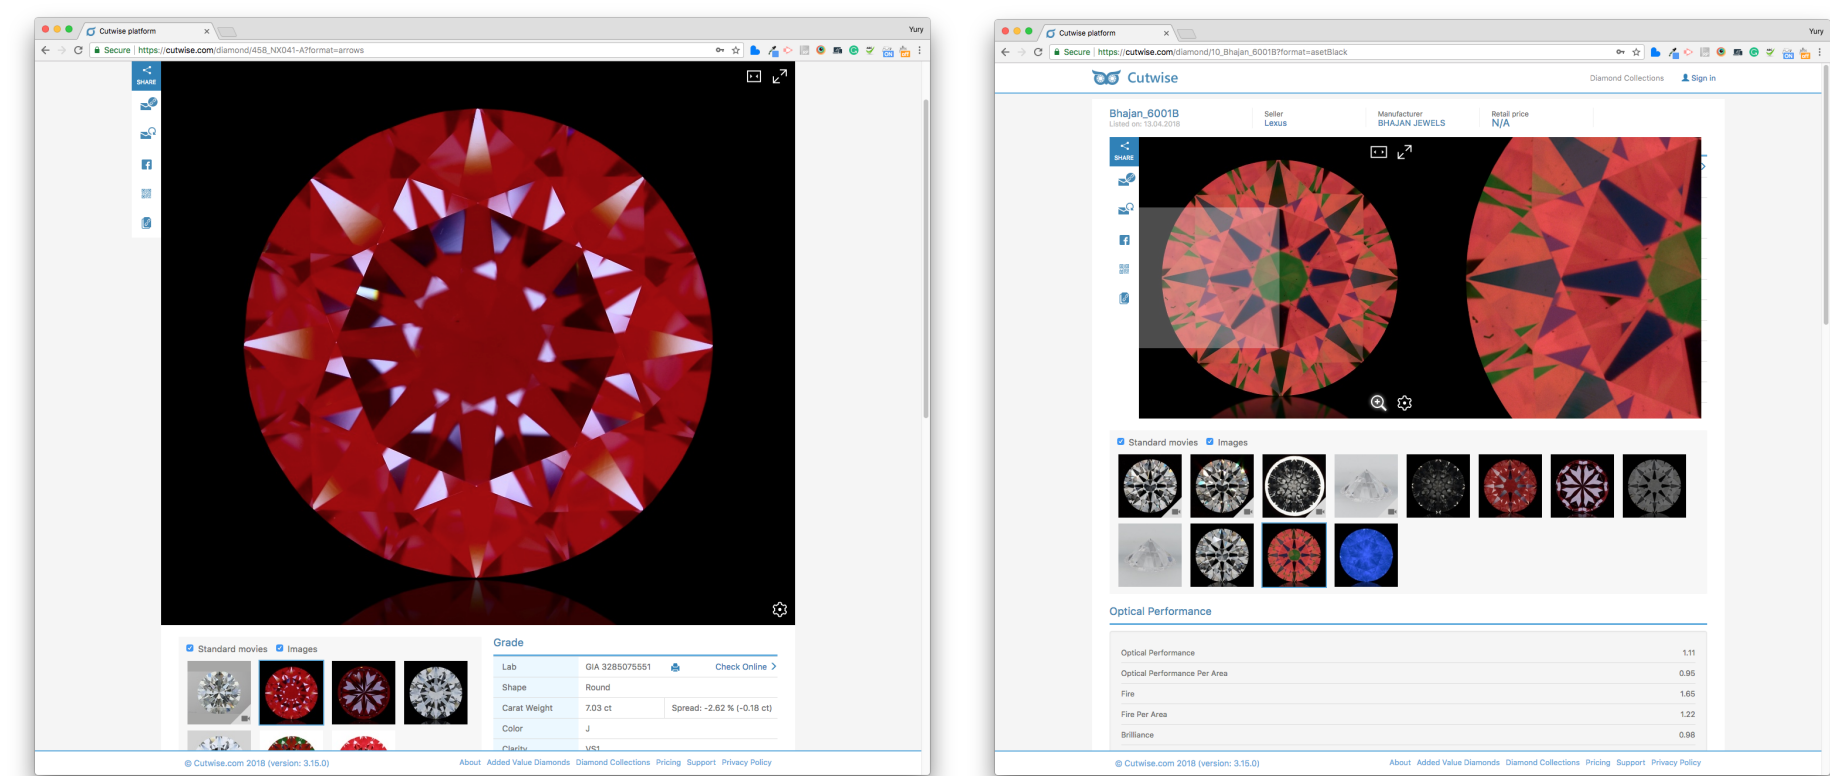 Cutwise platform
Yury
Secure | https://cutwise.com/diamond/458_NX041-A?format=arrows
SHARE
Standard movies Images
Grade
Lab GIA 3285075551 Check Online
Shape Round
Carat Weight 7.03 ct Spread: -2.62 % (-0.18 ct)
Color J
Clarity VS1
© Cutwise.com 2018 (version: 3.15.0)
About Added Value Diamonds Diamond Collections Pricing Support Privacy Policy
Cutwise platform
Yury
Secure | https://cutwise.com/diamond/10_Bhajan_6001B?format=asetBlack
Cutwise
Diamond Collections Sign in
Bhajan_6001B Seller Manufacturer Retail price
Listed on: 13.04.2018 Lexus BHAJAN JEWELS N/A
SHARE
Standard movies Images
Optical Performance
Optical Performance 1.11
Optical Performance Per Area 0.95
Fire 1.65
Fire Per Area 1.22
Brilliance 0.98
© Cutwise.com 2018 (version: 3.15.0)
About Added Value Diamonds Diamond Collections Pricing Support Privacy Policy